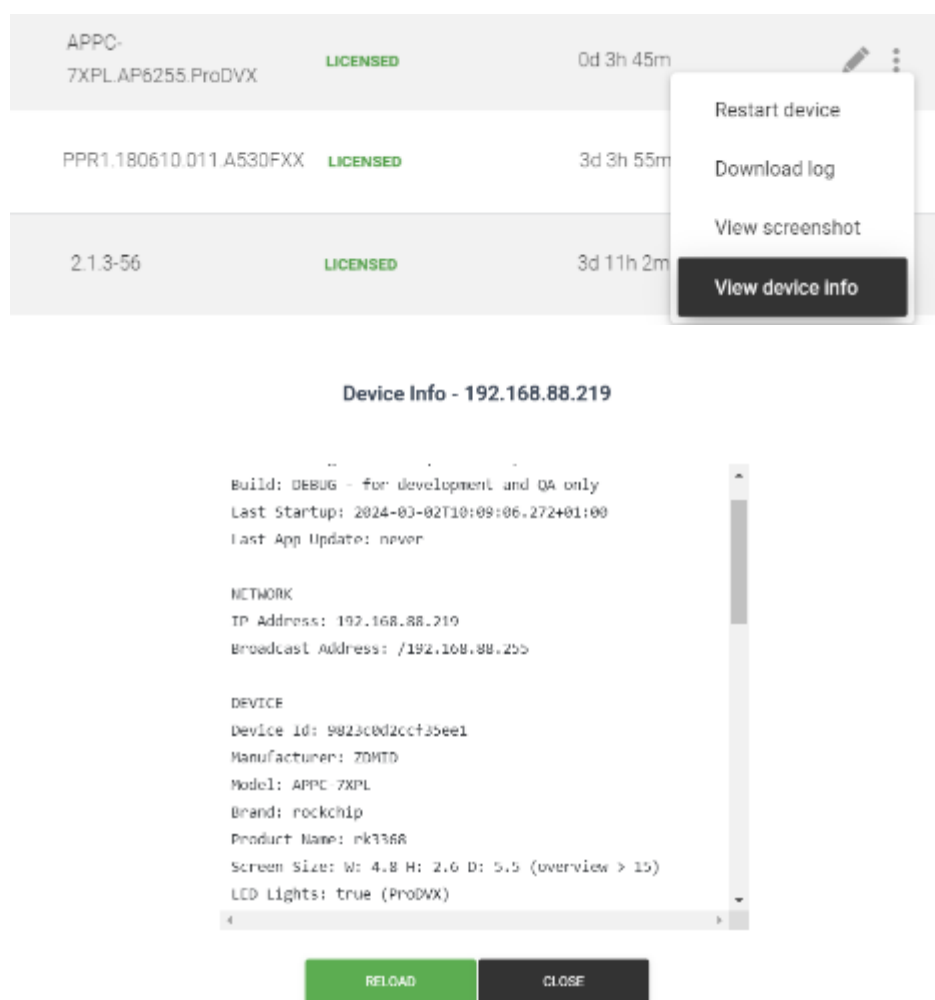 APPC-
7XPL.AP6255.ProDVX LICENSED 0d 3h 45m
Restart device
PPR1.180610.011.A530FXX LICENSED 3d 3h 55m
Download log
View screenshot
2.1.3-56 LICENSED 3d 11h 2m
View device info
Device Info - 192.168.88.219
Build: DEBUG - for development and QA only
Last Startup: 2024-03-02T10:09:06.272+01:00
Last App Update: never
NETWORK
IP Address: 192.168.88.219
Broadcast Address: /192.168.88.255
DEVICE
Device Id: 9823c0d2ccf35ee1
Manufacturer: ZDMID
Model: APPC-7XPL
Brand: rockchip
Product Name: rk3368
Screen Size: W: 4.8 H: 2.6 D: 5.5 (overview > 15)
LCD Lights: true (ProDVX)
RELOAD CLOSE